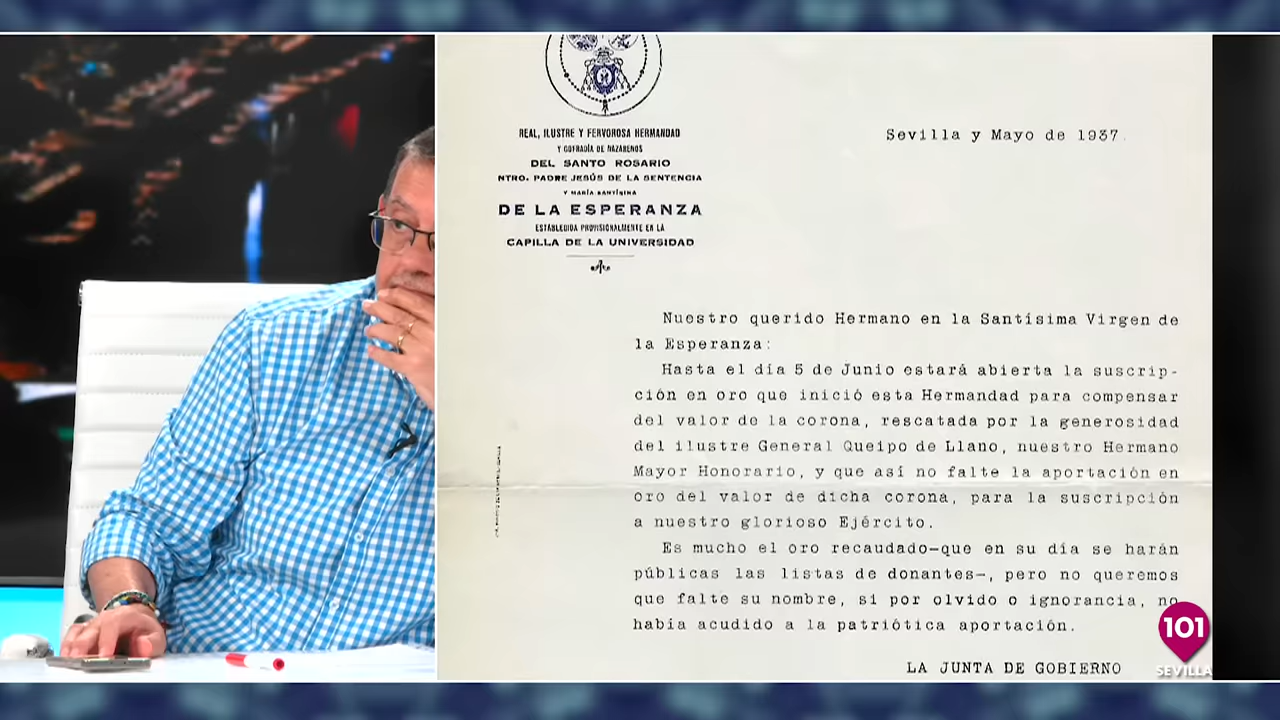 REAL, ILUSTRE Y FERVOROSA HERMANDAD
Y COFRADÍA DE NAZARENOS
DEL SANTO ROSARIO
NTRO. PADRE JESÚS DE LA SENTENCIA
Y MARÍA SANTÍSIMA
DE LA ESPERANZA
ESTABLECIDA PROVISIONALMENTE EN LA
CAPILLA DE LA UNIVERSIDAD
Sevilla y Mayo de 1937.
Nuestro querido Hermano en la Santísima Virgen de
la Esperanza:
Hasta el día 5 de Junio estará abierta la suscrip-
ción en oro que inició esta Hermandad para compensar
del valor de la corona, rescatada por la generosidad
del ilustre General Queipo de Llano, nuestro Hermano
Mayor Honorario, y que así no falte la aportación en
oro del valor de dicha corona, para la suscripción
a nuestro glorioso Ejército.
Es mucho el oro recaudado—que en su día se harán
públicas las listas de donantes—, pero no queremos
que falte su nombre, si por olvido o ignorancia, no
había acudido a la patriótica aportación.
LA JUNTA DE GOBIERNO
101
SEVILLA